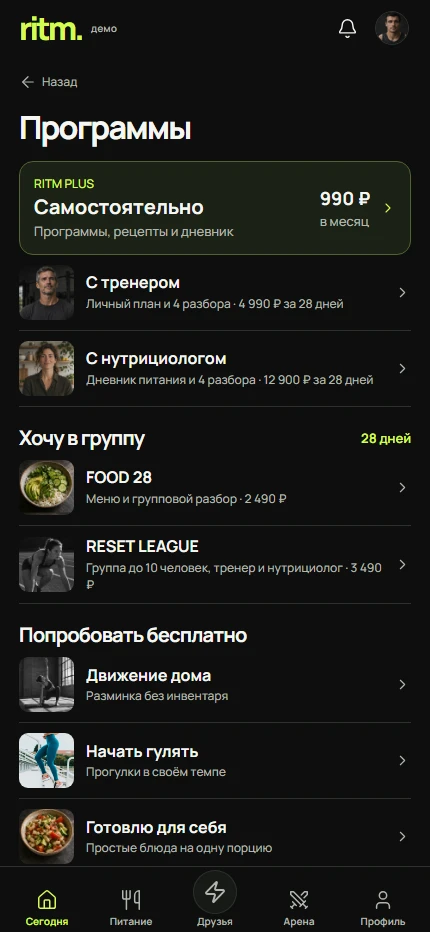 ritm. демо
Назад
Программы
RITM PLUS
Самостоятельно
Программы, рецепты и дневник
990 ₽
в месяц
С тренером
Личный план и 4 разбора · 4 990 ₽ за 28 дней
С нутрициологом
Дневник питания и 4 разбора · 12 900 ₽ за 28 дней
Хочу в группу
28 дней
FOOD 28
Меню и групповой разбор · 2 490 ₽
RESET LEAGUE
Группа до 10 человек, тренер и нутрициолог · 3 490
₽
Попробовать бесплатно
Движение дома
Разминка без инвентаря
Начать гулять
Прогулки в своём темпе
Готовлю для себя
Простые блюда на одну порцию
Сегодня
Питание
Друзья
Арена
Профиль